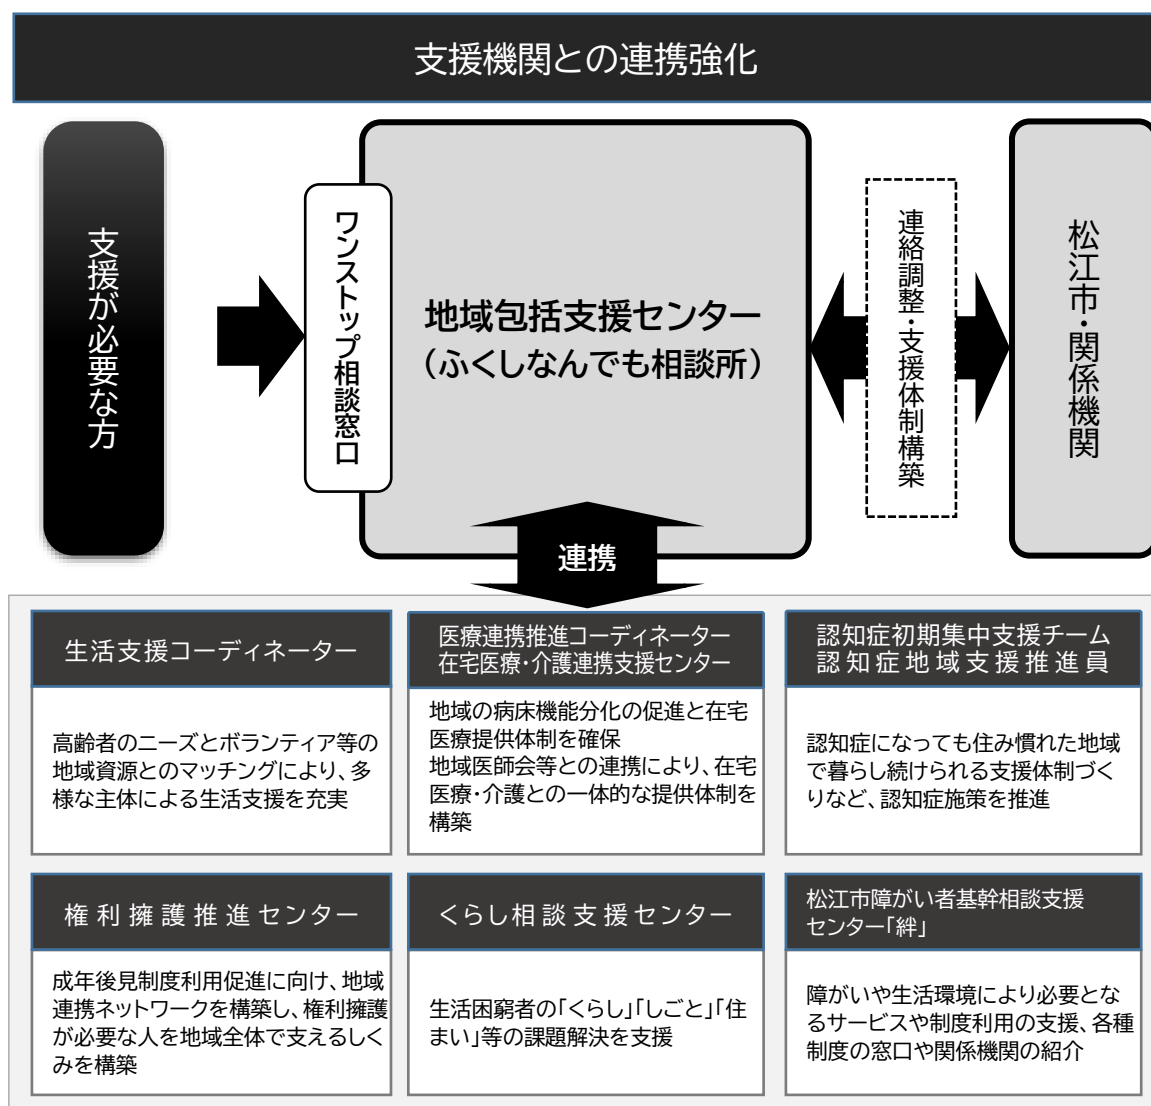 支援機関との連携強化
支援が必要な方
ワンストップ相談窓口
地域包括支援センター
（ふくしなんでも相談所）
連絡調整・支援体制構築
松江市・関係機関
連携
生活支援コーディネーター
高齢者のニーズとボランティア等の
地域資源とのマッチングにより、多
様な主体による生活支援を充実
医療連携推進コーディネーター
在宅医療・介護連携支援センター
地域の病床機能分化の促進と在宅
医療提供体制を確保
地域医師会等との連携により、在宅
医療・介護との一体的な提供体制を
構築
認知症初期集中支援チーム
認知症地域支援推進員
認知症になっても住み慣れた地域
で暮らし続けられる支援体制づく
りなど、認知症施策を推進
権利擁護推進センター
成年後見制度利用促進に向け、地域
連携ネットワークを構築し、権利擁護
が必要な人を地域全体で支えるしく
みを構築
くらし相談支援センター
生活困窮者の「くらし」「しごと」「住
まい」等の課題解決を支援
松江市障がい者基幹相談支援
センター「絆」
障がいや生活環境により必要とな
るサービスや制度利用の支援、各種
制度の窓口や関係機関の紹介